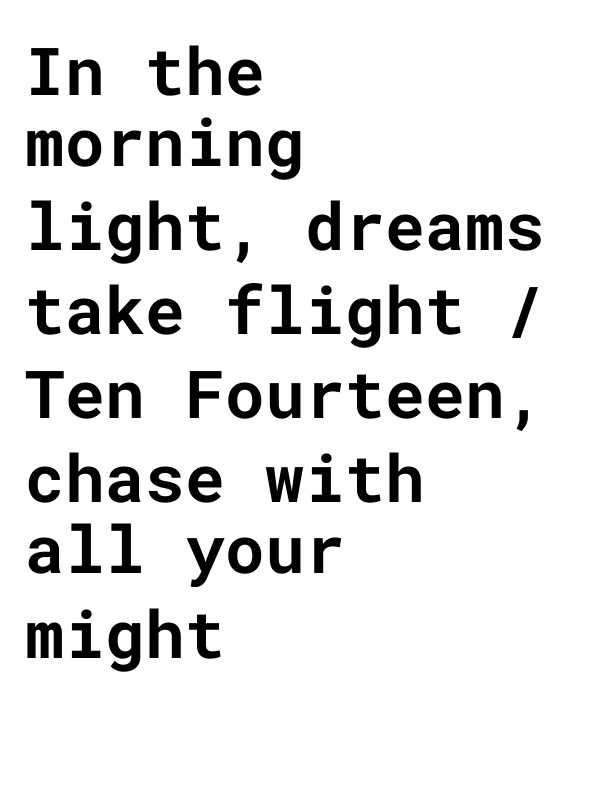 In the
morning
light, dreams
take flight /
Ten Fourteen,
chase with
all your
might